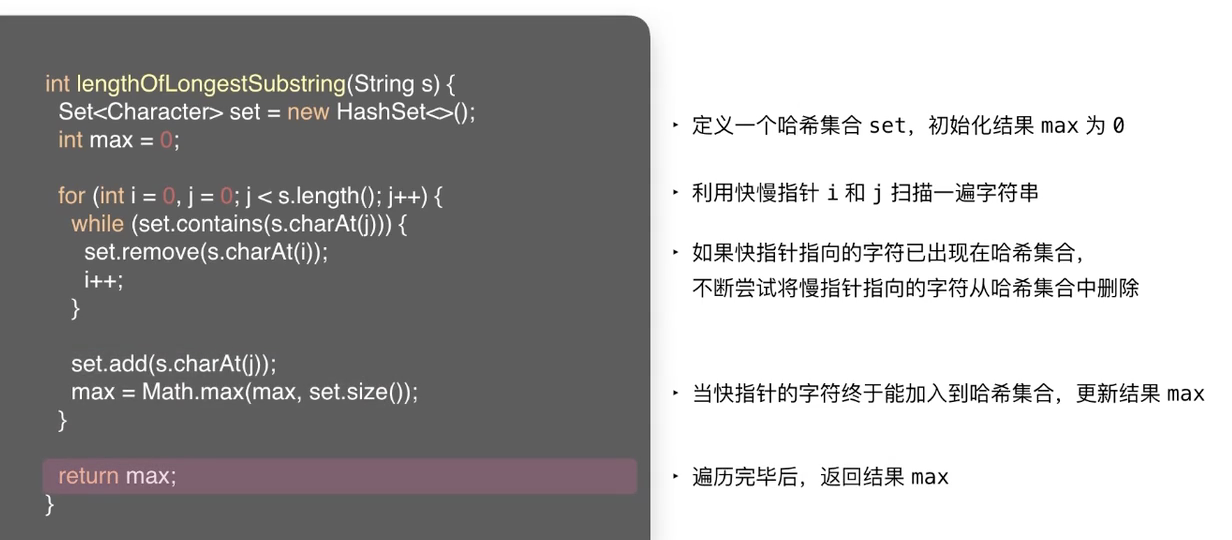 int lengthOfLongestSubstring(String s) {
Set<Character> set = new HashSet<>();
int max = 0;
for (int i = 0, j = 0; j < s.length(); j++) {
while (set.contains(s.charAt(j))) {
set.remove(s.charAt(i));
i++;
}
set.add(s.charAt(j));
max = Math.max(max, set.size());
}
return max;
}
‣ 定义一个哈希集合 set，初始化结果 max 为 0
‣ 利用快慢指针 i 和 j 扫描一遍字符串
‣ 如果快指针指向的字符已出现在哈希集合，
不断尝试将慢指针指向的字符从哈希集合中删除
‣ 当快指针的字符终于能加入到哈希集合，更新结果 max
‣ 遍历完毕后，返回结果 max